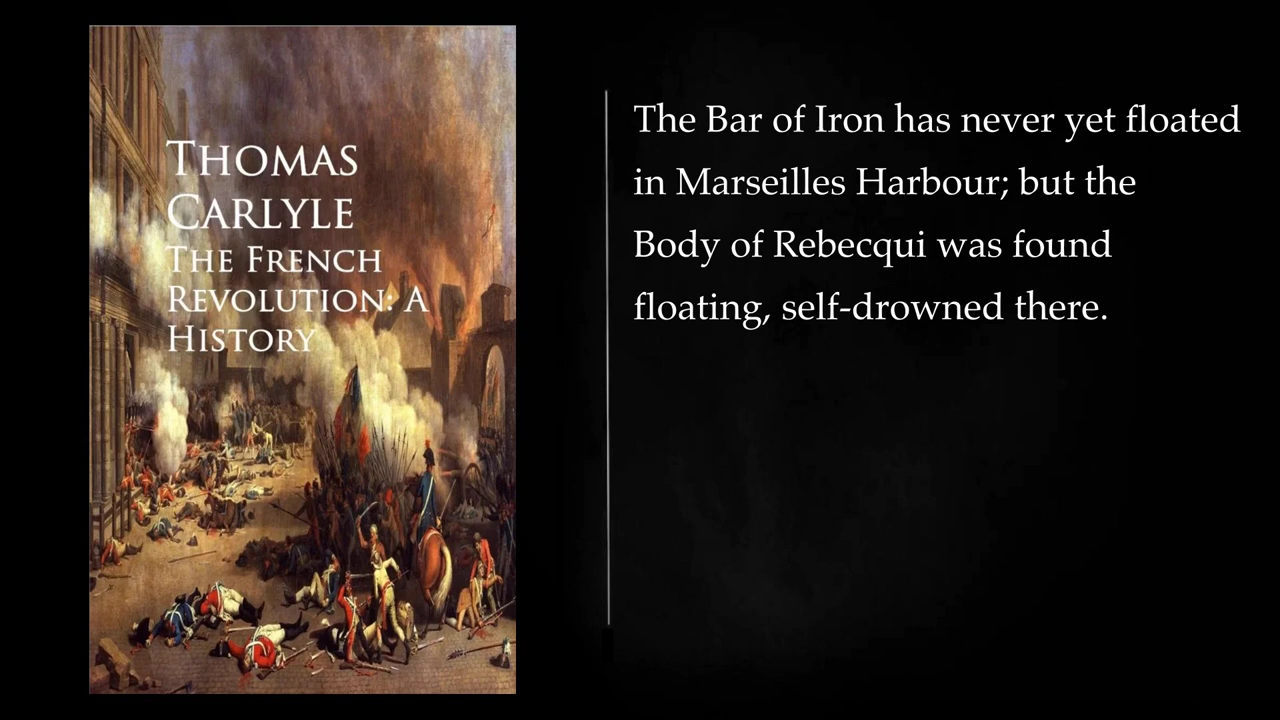 THOMAS
CARLYLE
THE FRENCH
REVOLUTION: A
HISTORY
The Bar of Iron has never yet floated
in Marseilles Harbour; but the
Body of Rebecqui was found
floating, self-drowned there.